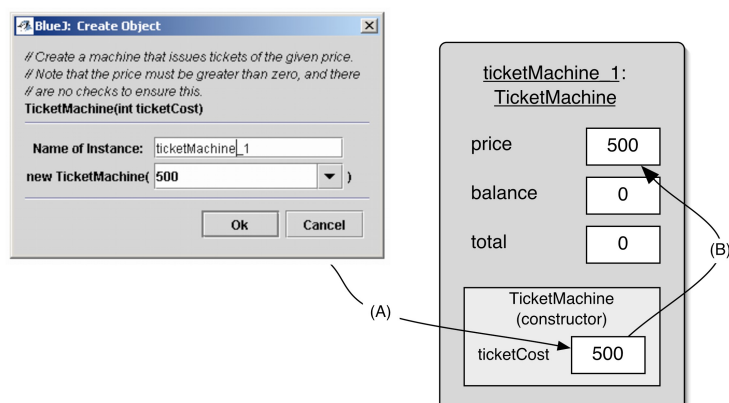 BlueJ: Create Object
// Create a machine that issues tickets of the given price.
// Note that the price must be greater than zero, and there
// are no checks to ensure this.
TicketMachine(int ticketCost)
Name of Instance: ticketMachine_1
new TicketMachine( 500 )
Ok Cancel
(A)
ticketMachine_1:
TicketMachine
price 500
balance 0
total 0
(B)
TicketMachine
(constructor)
ticketCost 500